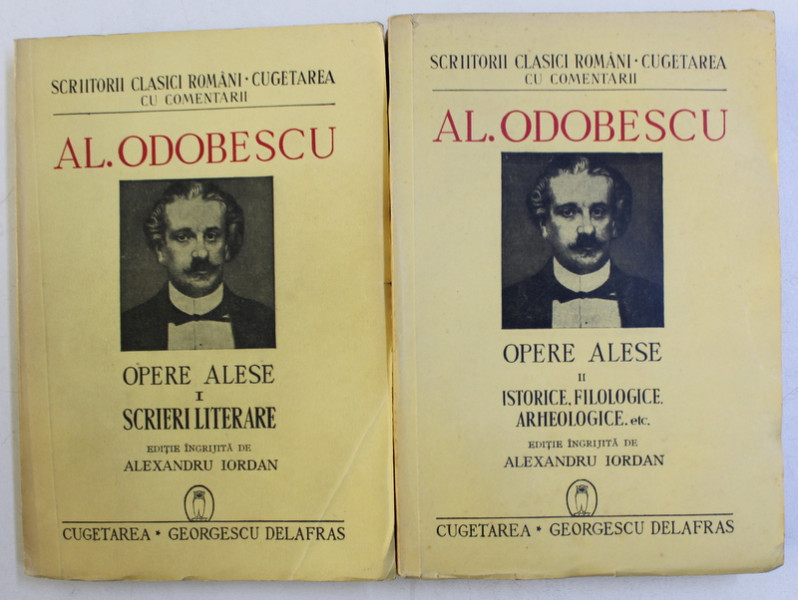 SCRIITORII CLASICI ROMÂNI • CUGETAREA
CU COMENTARII
AL. ODOBESCU
OPERE ALESE
I
SCRIERI LITERARE
EDIȚIE ÎNGRIJITĂ DE
ALEXANDRU IORDAN
CUGETAREA * GEORGESCU DELAFRAS
SCRIITORII CLASICI ROMÂNI • CUGETAREA
CU COMENTARII
AL. ODOBESCU
OPERE ALESE
II
ISTORICE, FILOLOGICE,
ARHEOLOGICE, etc.
EDIȚIE ÎNGRIJITĂ DE
ALEXANDRU IORDAN
CUGETAREA * GEORGESCU DELAFRAS